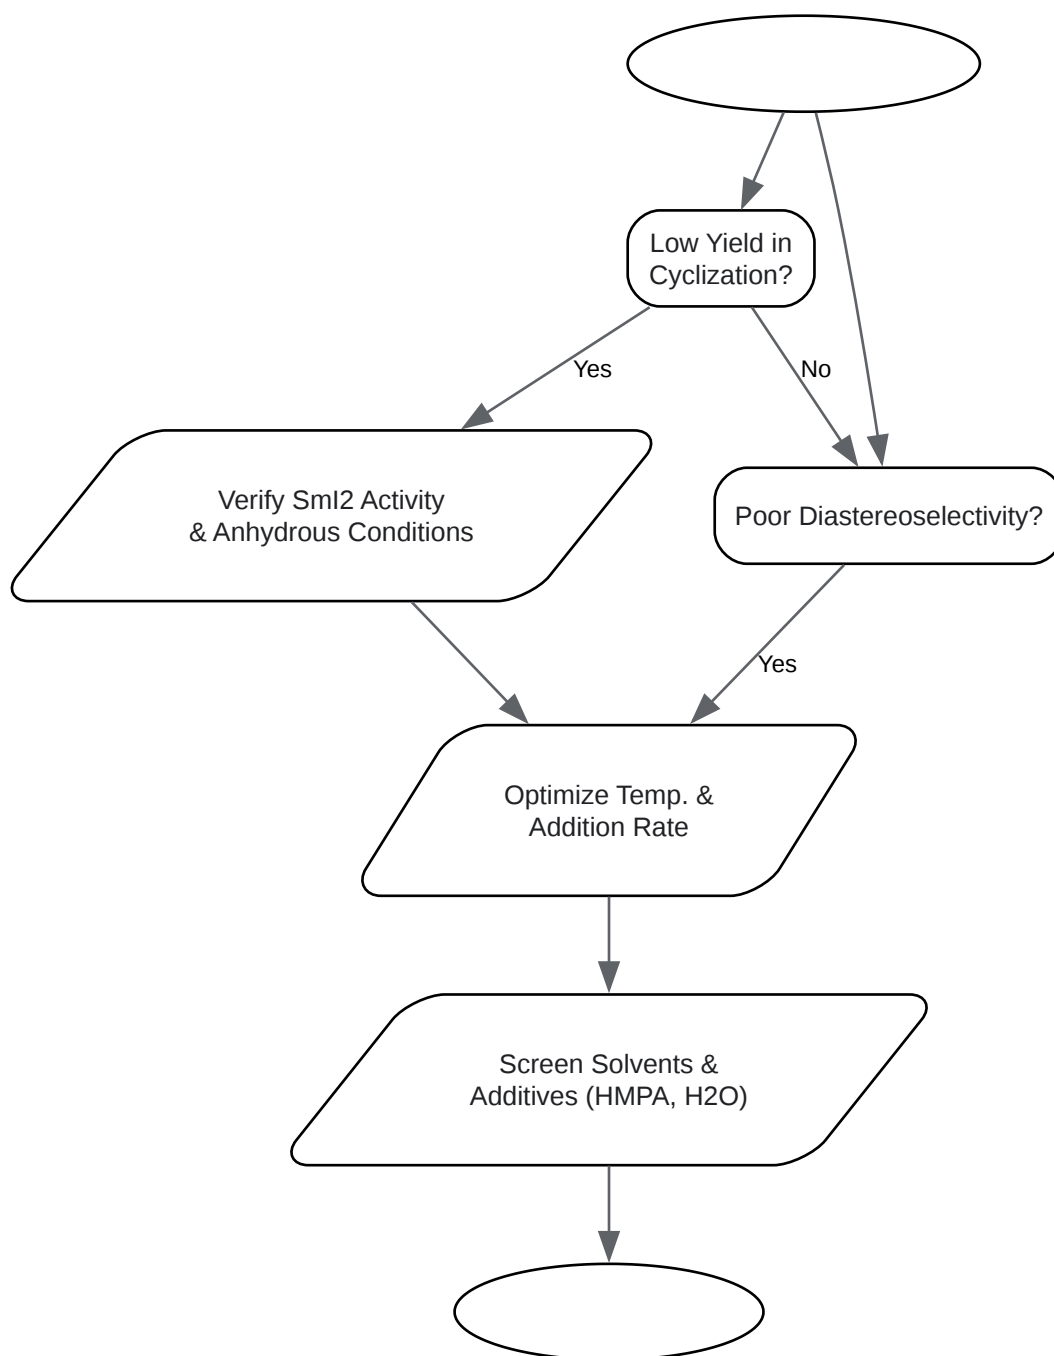 Low Yield in
Cyclization?
Yes
No
Verify SmI2 Activity
& Anhydrous Conditions
Poor Diastereoselectivity?
Yes
Optimize Temp. &
Addition Rate
Screen Solvents &
Additives (HMPA, H2O)